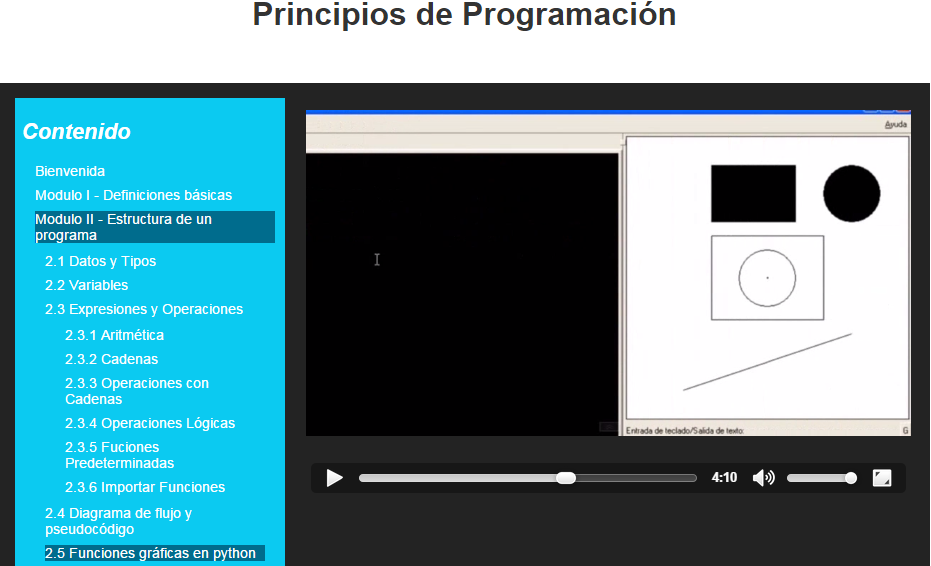 Principios de Programación
Contenido
Bienvenida
Modulo I - Definiciones básicas
Modulo II - Estructura de un
programa
2.1 Datos y Tipos
2.2 Variables
2.3 Expresiones y Operaciones
2.3.1 Aritmética
2.3.2 Cadenas
2.3.3 Operaciones con
Cadenas
2.3.4 Operaciones Lógicas
2.3.5 Fuciones
Predeterminadas
2.3.6 Importar Funciones
2.4 Diagrama de flujo y
pseudocódigo
2.5 Funciones gráficas en python
Ayuda
Entrada de teclado/Salida de texto:
G
4:10